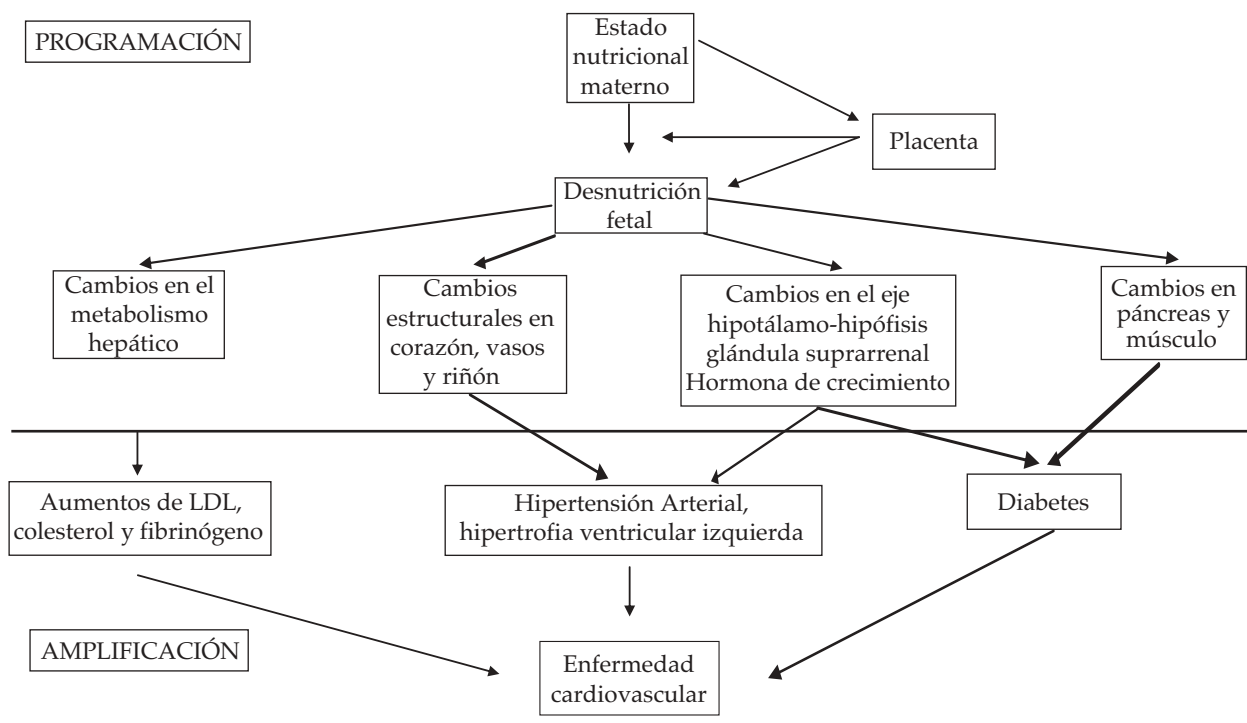 PROGRAMACIÓN
Estado
nutricional
materno
Placenta
Desnutrición
fetal
Cambios en el
metabolismo
hepático
Cambios
estructurales en
corazón, vasos
y riñón
Cambios en el eje
hipotálamo-hipófisis
glándula suprarrenal
Hormona de crecimiento
Cambios en
páncreas y
músculo
Aumentos de LDL,
colesterol y fibrinógeno
Hipertensión Arterial,
hipertrofia ventricular izquierda
Diabetes
AMPLIFICACIÓN
Enfermedad
cardiovascular